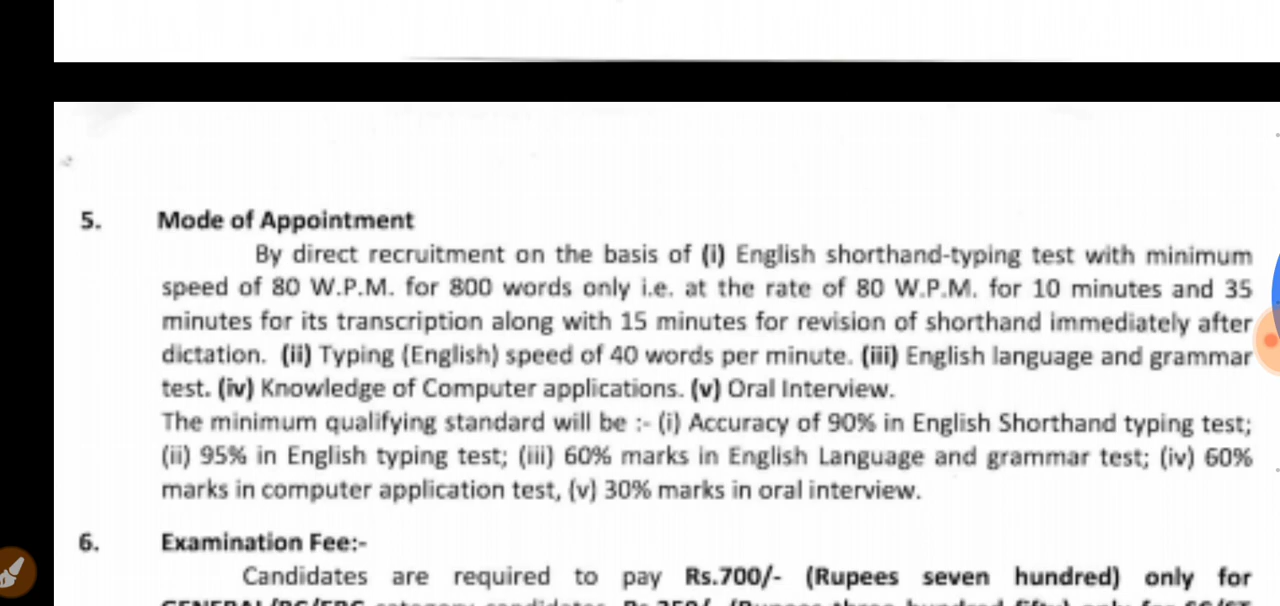 5. Mode of Appointment
By direct recruitment on the basis of (i) English shorthand-typing test with minimum
speed of 80 W.P.M. for 800 words only i.e. at the rate of 80 W.P.M. for 10 minutes and 35
minutes for its transcription along with 15 minutes for revision of shorthand immediately after
dictation. (ii) Typing (English) speed of 40 words per minute. (iii) English language and grammar
test. (iv) Knowledge of Computer applications. (v) Oral Interview.
The minimum qualifying standard will be :- (i) Accuracy of 90% in English Shorthand typing test;
(ii) 95% in English typing test; (iii) 60% marks in English Language and grammar test; (iv) 60%
marks in computer application test, (v) 30% marks in oral interview.
6. Examination Fee:-
Candidates are required to pay Rs.700/- (Rupees seven hundred) only for